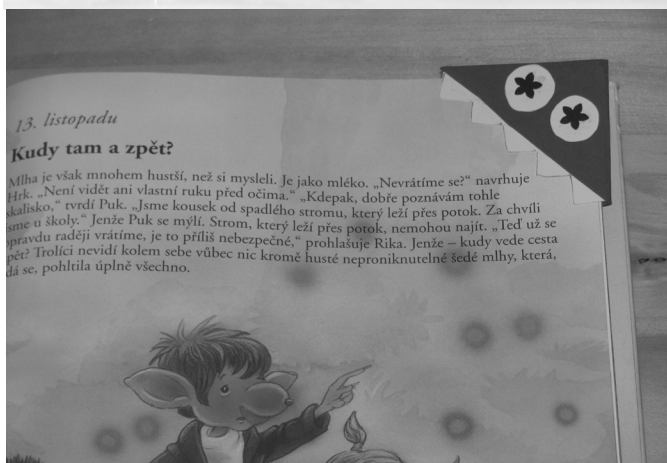 13. listopadu
Kudy tam a zpět?
Mlha je však mnohem hustší, než si mysleli. Je jako mléko. „Nevrátíme se?“ navrhuje
Hrk. „Není vidět ani vlastní ruku před očima.“ „Kdepak, dobře poznávám tohle
skalisko,“ tvrdí Puk. „Jsme kousek od spadlého stromu, který leží přes potok. Za chvíli
sme u školy.“ Jenže Puk se mýlí. Strom, který leží přes potok, nemohou najít. „Teď už se
opravdu raději vrátíme, je to příliš nebezpečné,“ prohlašuje Rika. Jenže – kudy vede cesta
pět? Trolíci nevidí kolem sebe vůbec nic kromě husté neproniknutelné šedé mlhy, která,
dá se, pohltila úplně všechno.